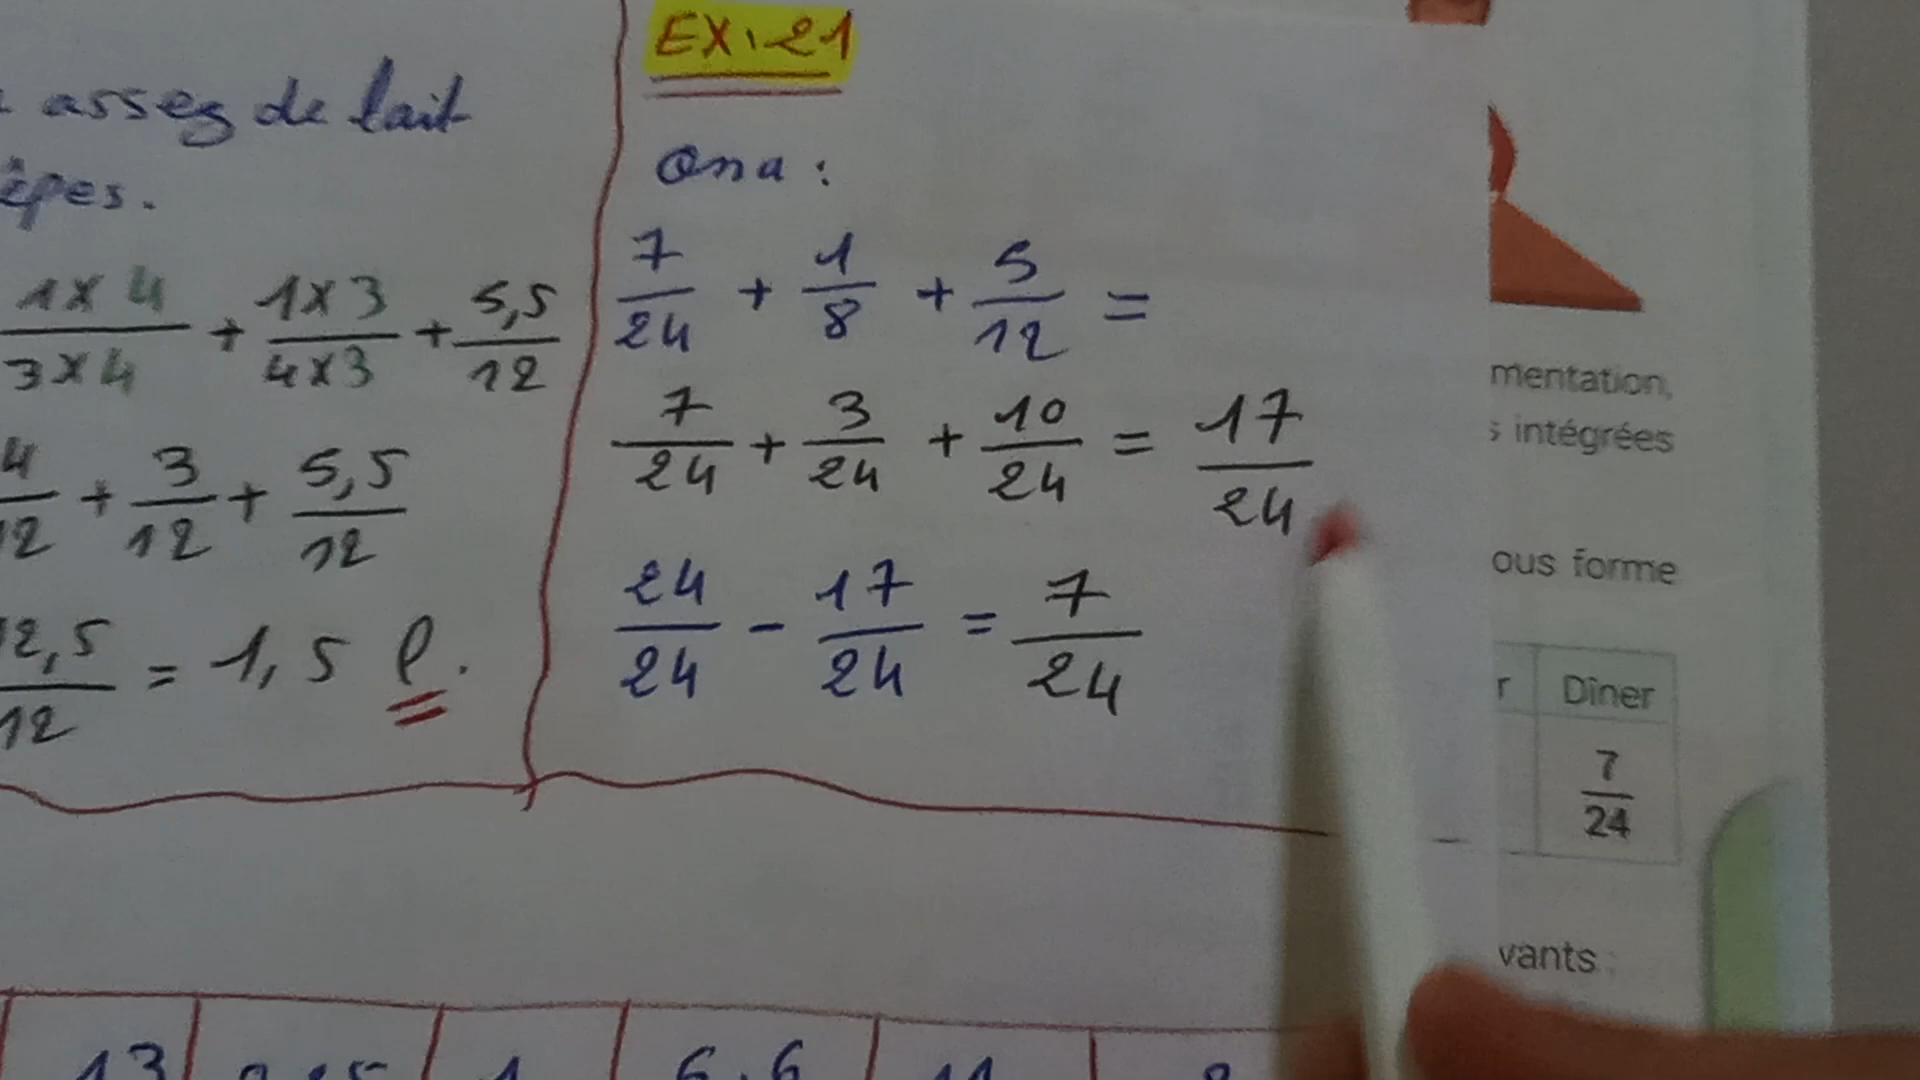 assez de lait
êpes.
1x4/3x4 + 1x3/4x3 + 5,5/12
4/12 + 3/12 + 5,5/12
12,5/12 = 1,5 l.
EX.21
On a :
7/24 + 1/8 + 5/12 =
7/24 + 3/24 + 10/24 = 17/24
24/24 - 17/24 = 7/24
mentation,
s intégrées
ous forme
r Dîner
7/24
vants :